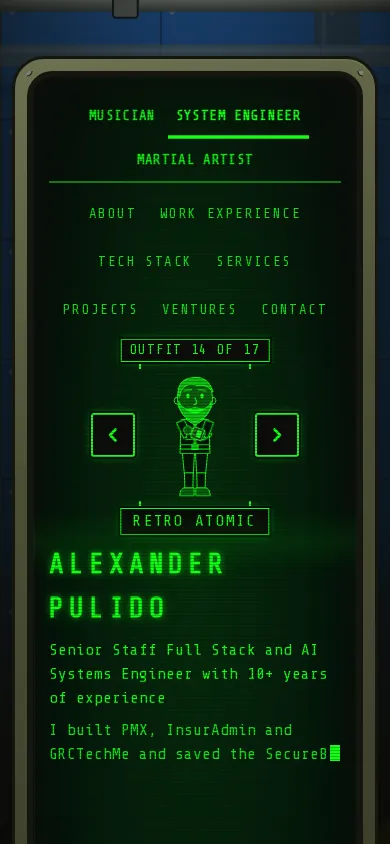 MUSICIAN SYSTEM ENGINEER
MARTIAL ARTIST
ABOUT WORK EXPERIENCE
TECH STACK SERVICES
PROJECTS VENTURES CONTACT
OUTFIT 14 OF 17
RETRO ATOMIC
ALEXANDER
PULIDO
Senior Staff Full Stack and AI
Systems Engineer with 10+ years
of experience
I built PMX, InsurAdmin and
GRCTechMe and saved the SecureB